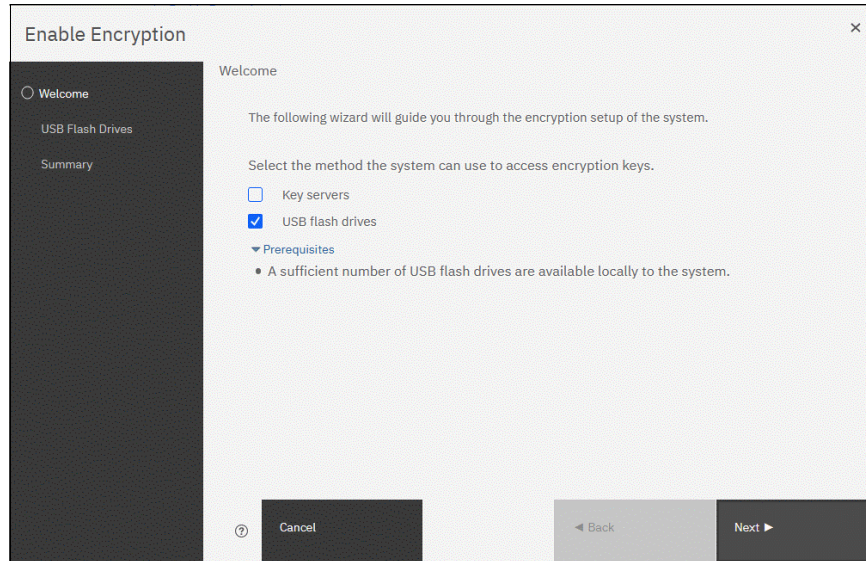 Enable Encryption
Welcome
USB Flash Drives
Summary
Welcome
The following wizard will guide you through the encryption setup of the system.
Select the method the system can use to access encryption keys.
Key servers
USB flash drives
Prerequisites
A sufficient number of USB flash drives are available locally to the system.
Cancel
Back
Next